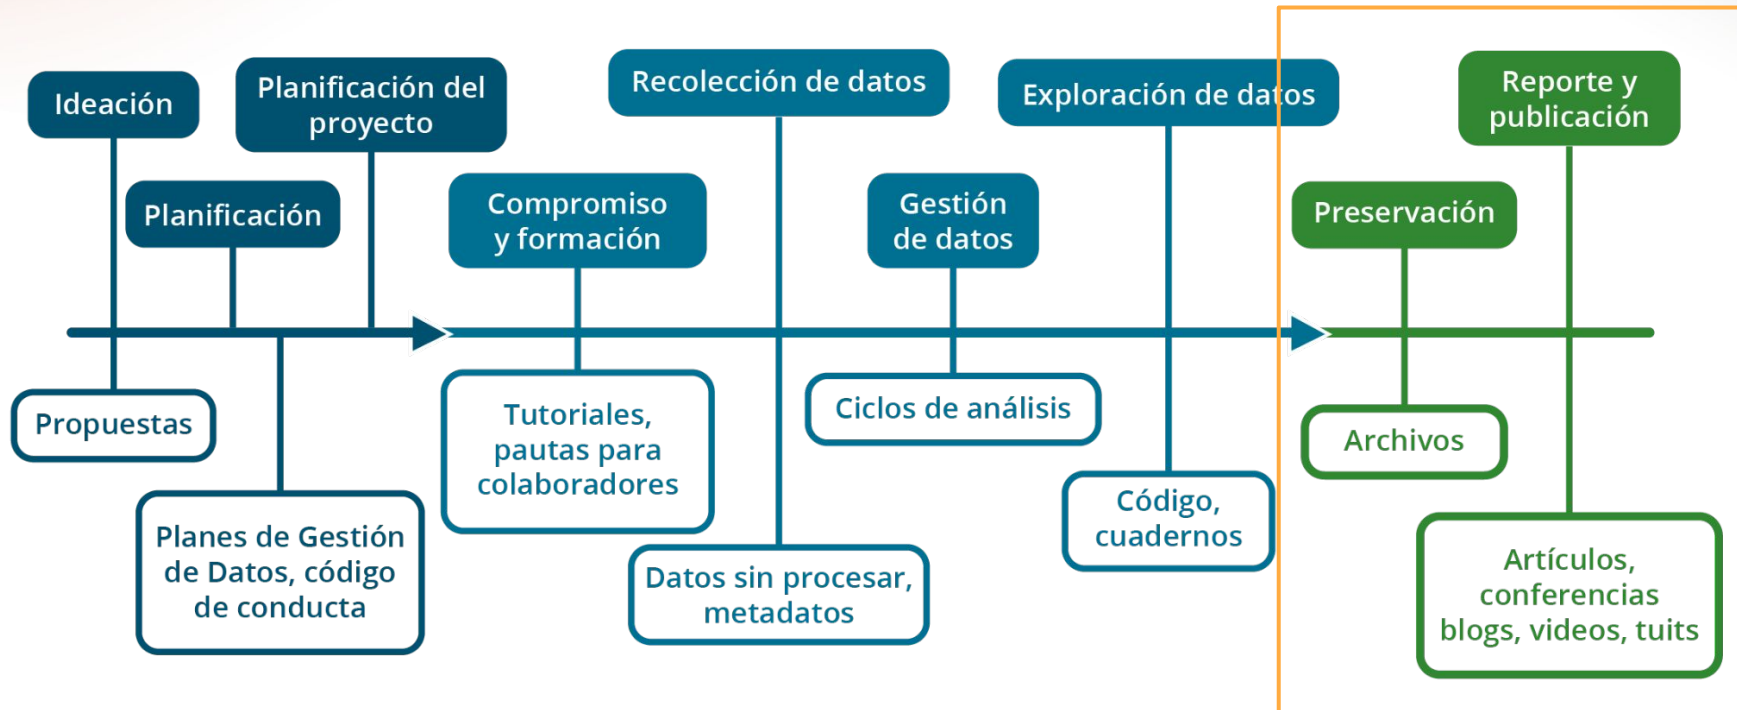 Ideación
Planificación del
proyecto
Recolección de datos
Exploración de datos
Reporte y
publicación
Planificación
Compromiso
y formación
Gestión
de datos
Preservación
Propuestas
Tutoriales,
pautas para
colaboradores
Ciclos de análisis
Archivos
Planes de Gestión
de Datos, código
de conducta
Datos sin procesar,
metadatos
Código,
cuadernos
Artículos,
conferencias
blogs, videos, tuits